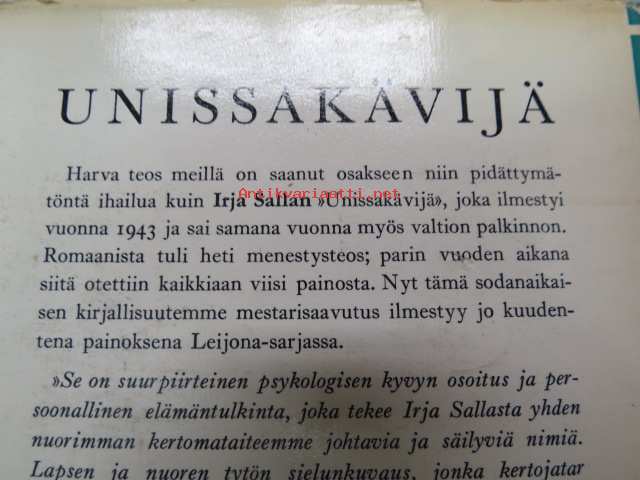 UNISSAKÄVIJÄ
Harva teos meillä on saanut osakseen niin pidättymä-
töntä ihailua kuin Irja Sallan »Unissakävijä», joka ilmestyi
Antikvariaatti.net
vuonna 1943 ja sai samana vuonna myös valtion palkinnon.
Romaanista tuli heti menestysteos; parin vuoden aikana
siitä otettiin kaikkiaan viisi painosta. Nyt tämä sodanaikai-
sen kirjallisuutemme mestarisaavutus ilmestyy jo kuuden-
tena painoksena Leijona-sarjassa.
»Se on suurpiirteinen psykologisen kyvyn osoitus ja per-
soonallinen elämäntulkinta, joka tekee Irja Sallasta yhden
nuorimman kertomataiteemme johtavia ja säilyviä nimiä.
Lapsen ja nuoren tytön sielunkuvaus, jonka kertojatar